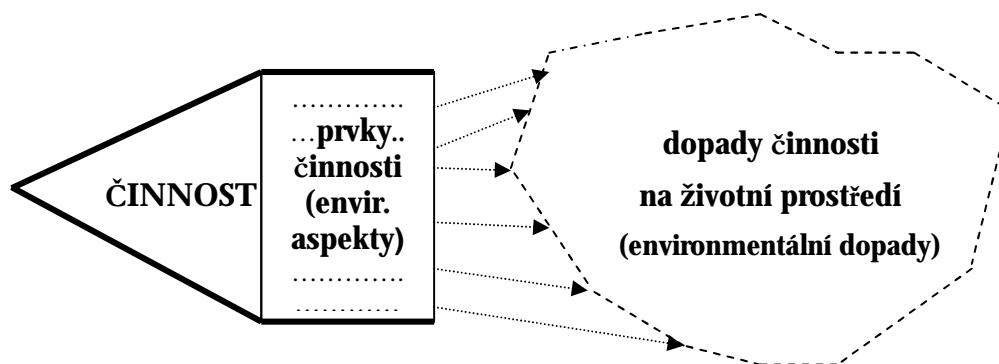 ČINNOST
.............
...prvky..
činnosti
(envir.
aspekty)
.............
............
dopady činnosti
na životní prostředí
(environmentální dopady)